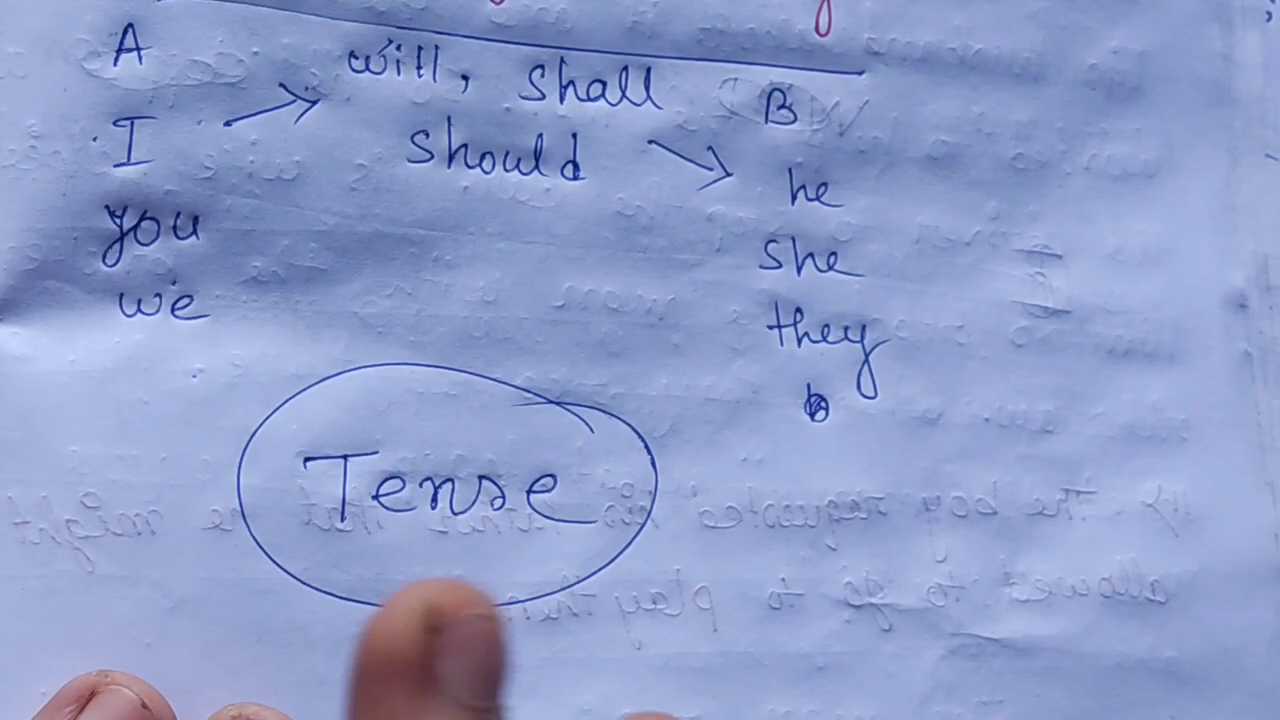 A will, shall B
I should he
you she
we they
Tense